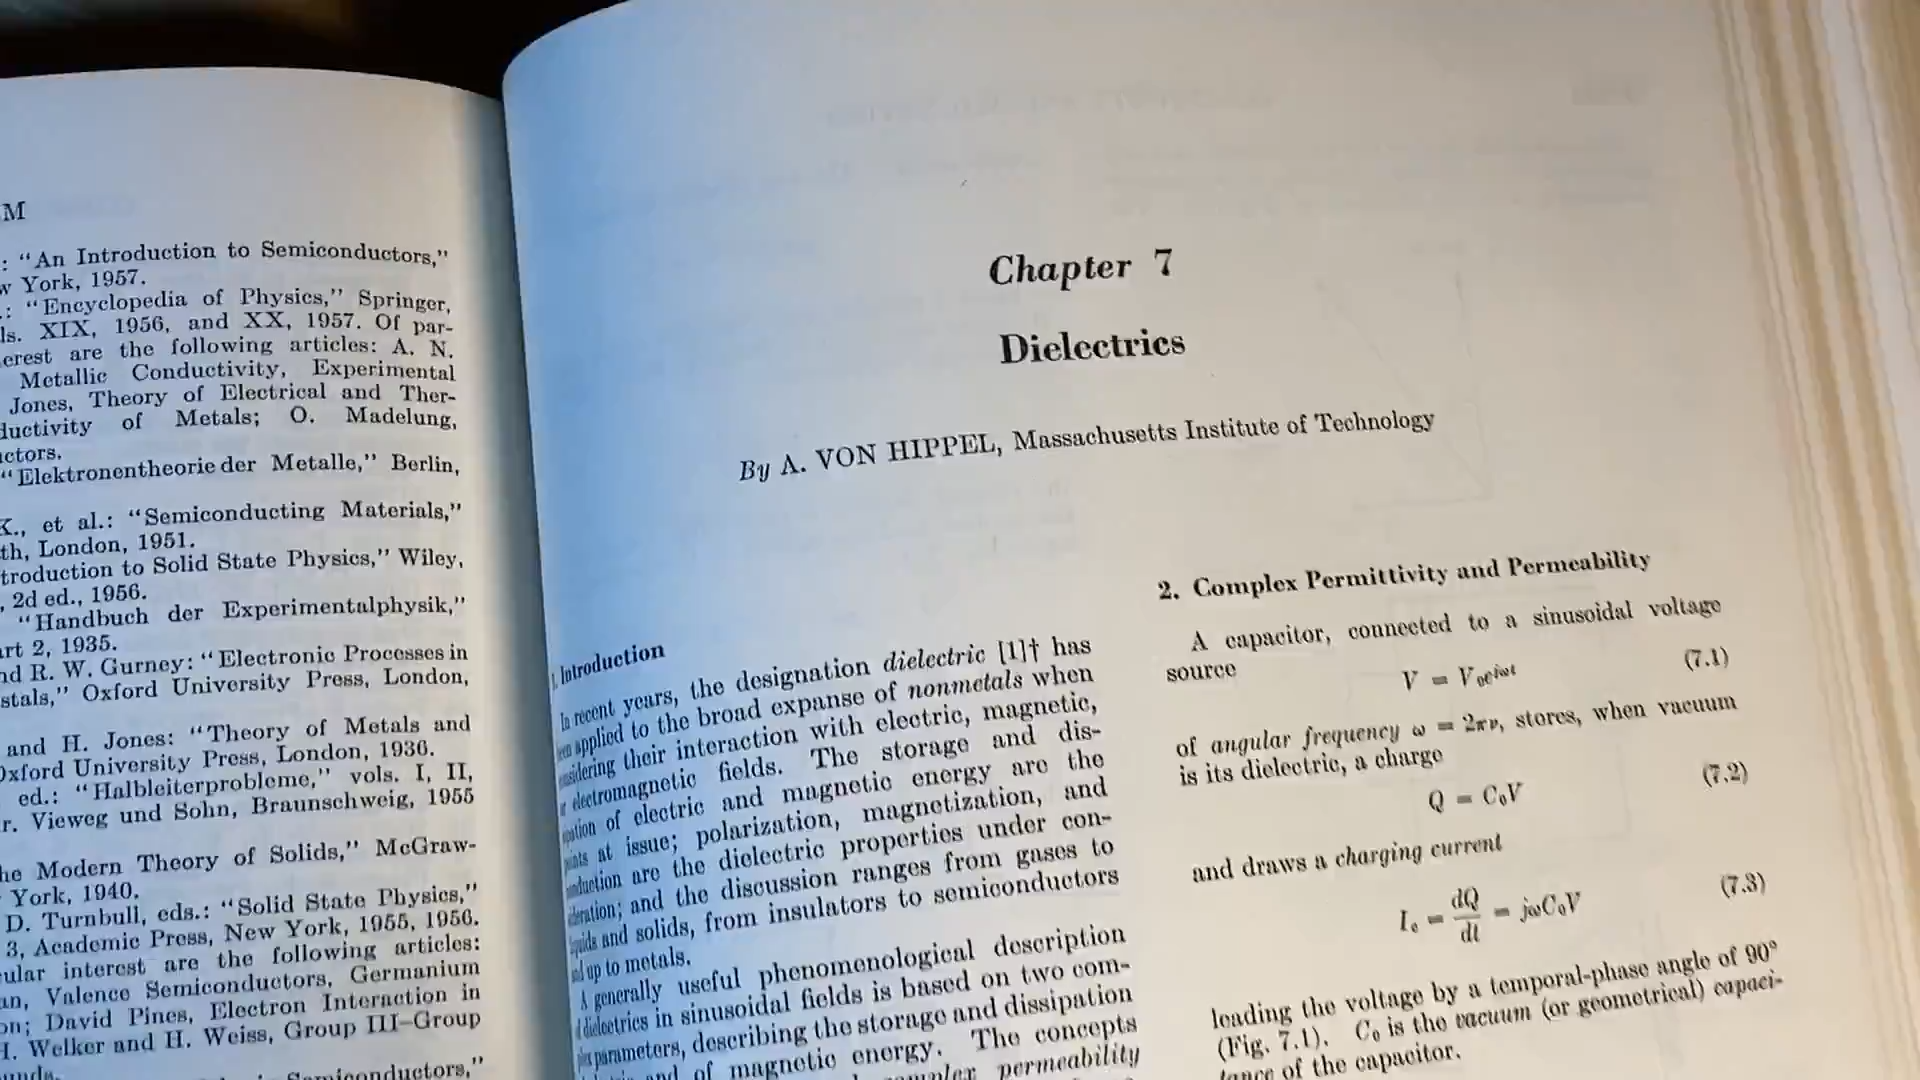 M
: “An Introduction to Semiconductors,”
York, 1957.
.: “Encyclopedia of Physics,” Springer,
ls. XIX, 1956, and XX, 1957. Of par-
erest are the following articles: A. N.
Metallic Conductivity, Experimental
Jones, Theory of Electrical and Ther-
ductivity of Metals; O. Madelung,
ctors.
“Elektronentheorie der Metalle,” Berlin,
K., et al.: “Semiconducting Materials,”
th, London, 1951.
troduction to Solid State Physics,” Wiley,
, 2d ed., 1956.
“Handbuch der Experimentalphysik,”
art 2, 1935.
nd R. W. Gurney: “Electronic Processes in
stals,” Oxford University Press, London,
and H. Jones: “Theory of Metals and
Oxford University Press, London, 1936.
ed.: “Halbleiterprobleme,” vols. I, II,
r. Vieweg und Sohn, Braunschweig, 1955
he Modern Theory of Solids,” McGraw-
York, 1940.
D. Turnbull, eds.: “Solid State Physics,”
3, Academic Press, New York, 1955, 1956.
ular interest are the following articles:
an, Valence Semiconductors, Germanium
on; David Pines, Electron Interaction in
H. Welker and H. Weiss, Group III–Group
unds.
Semiconductors,”
Chapter 7
Dielectrics
By A. VON HIPPEL, Massachusetts Institute of Technology
1. Introduction
In recent years, the designation dielectric [1]† has
been applied to the broad expanse of nonmetals when
considering their interaction with electric, magnetic,
or electromagnetic fields. The storage and dis-
sipation of electric and magnetic energy are the
points at issue; polarization, magnetization, and
conduction are the dielectric properties under con-
sideration; and the discussion ranges from gases to
liquids and solids, from insulators to semiconductors
and up to metals.
A generally useful phenomenological description
of dielectrics in sinusoidal fields is based on two com-
plex parameters, describing the storage and dissipation
and of magnetic energy. The concepts
complex permeability
2. Complex Permittivity and Permeability
A capacitor, connected to a sinusoidal voltage
source
V = V₀e^{jωt} (7.1)
of angular frequency ω = 2πν, stores, when vacuum
is its dielectric, a charge
Q = C₀V (7.2)
and draws a charging current
I_c = dQ/dt = jωC₀V (7.3)
leading the voltage by a temporal-phase angle of 90°
(Fig. 7.1). C₀ is the vacuum (or geometrical) capaci-
tance of the capacitor.